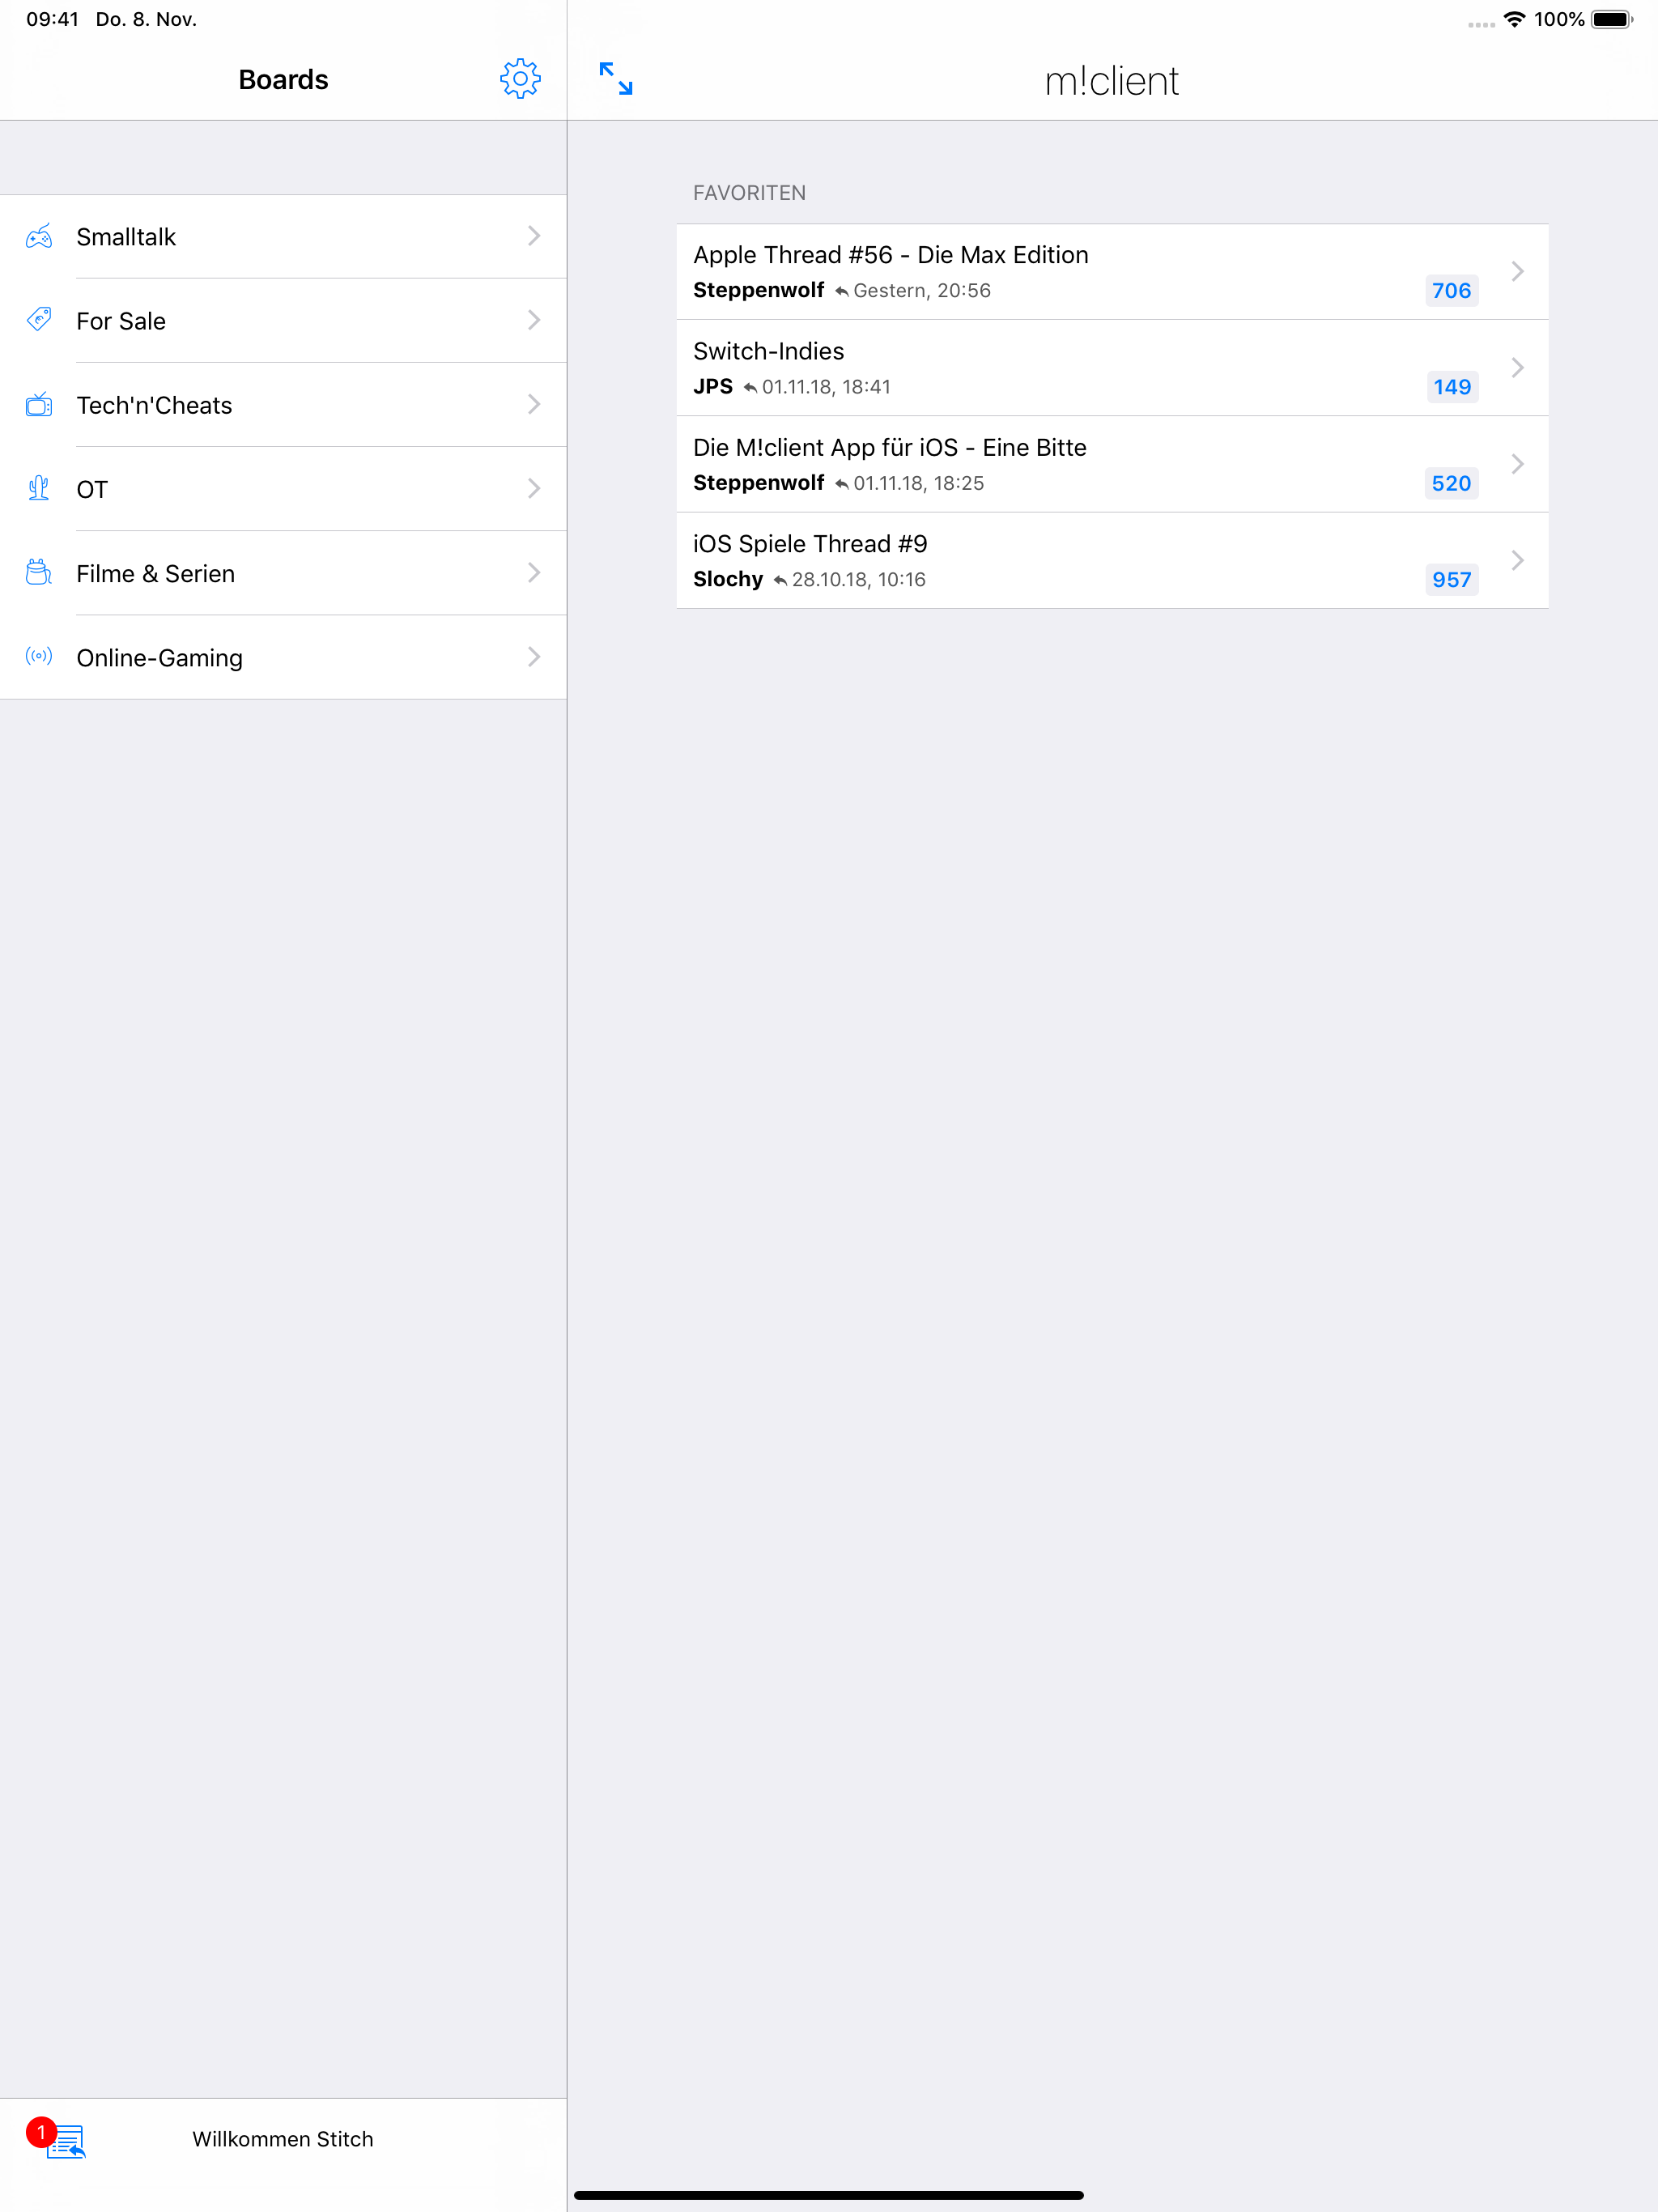 09:41 Do. 8. Nov.
100%
Boards
m!client
Smalltalk
For Sale
Tech'n'Cheats
OT
Filme & Serien
Online-Gaming
FAVORITEN
Apple Thread #56 - Die Max Edition
Steppenwolf Gestern, 20:56
706
Switch-Indies
JPS 01.11.18, 18:41
149
Die M!client App für iOS - Eine Bitte
Steppenwolf 01.11.18, 18:25
520
iOS Spiele Thread #9
Slochy 28.10.18, 10:16
957
1
Willkommen Stitch